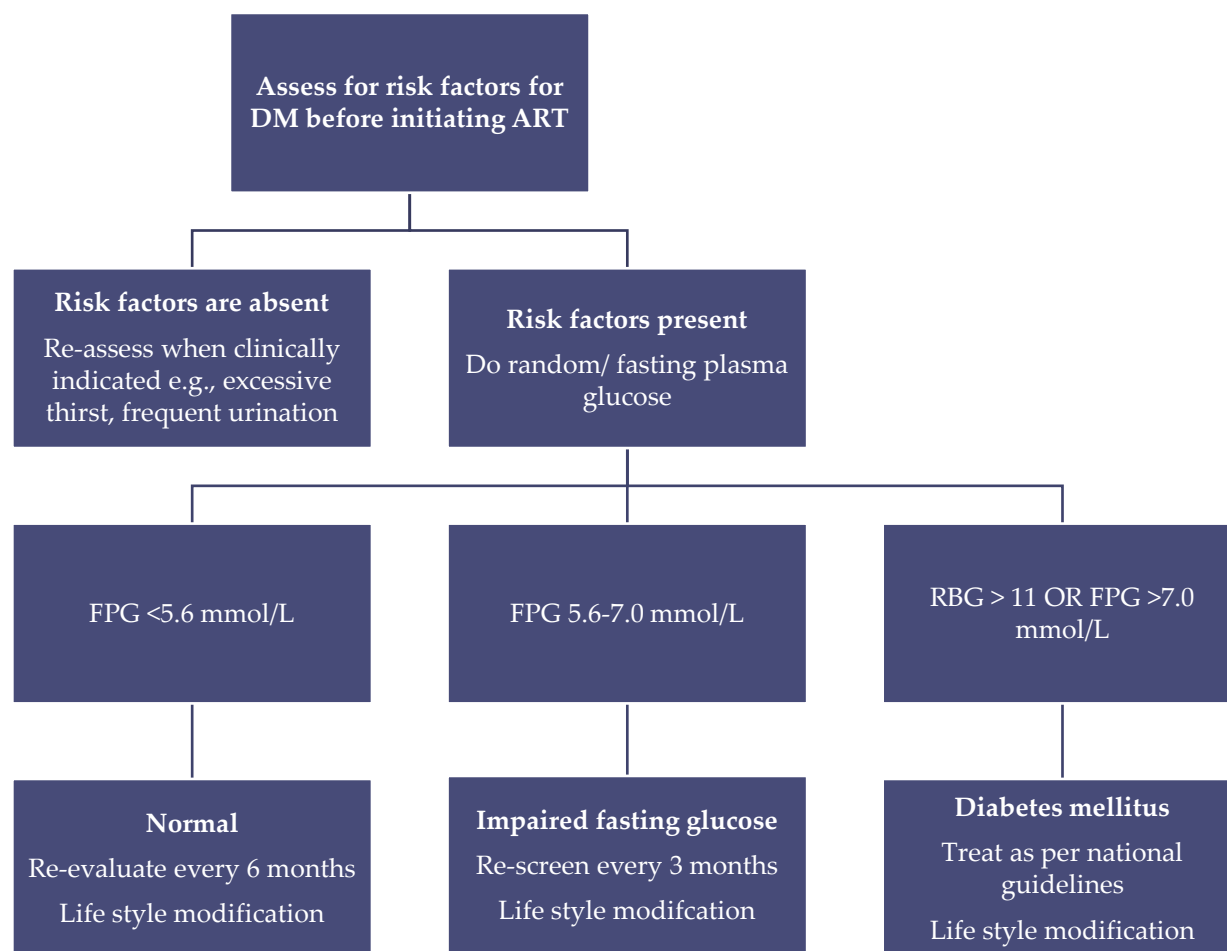 Assess for risk factors for
DM before initiating ART
Risk factors are absent
Re-assess when clinically
indicated e.g., excessive
thirst, frequent urination
Risk factors present
Do random/ fasting plasma
glucose
FPG <5.6 mmol/L
FPG 5.6-7.0 mmol/L
RBG > 11 OR FPG >7.0
mmol/L
Normal
Re-evaluate every 6 months
Life style modification
Impaired fasting glucose
Re-screen every 3 months
Life style modifcation
Diabetes mellitus
Treat as per national
guidelines
Life style modification